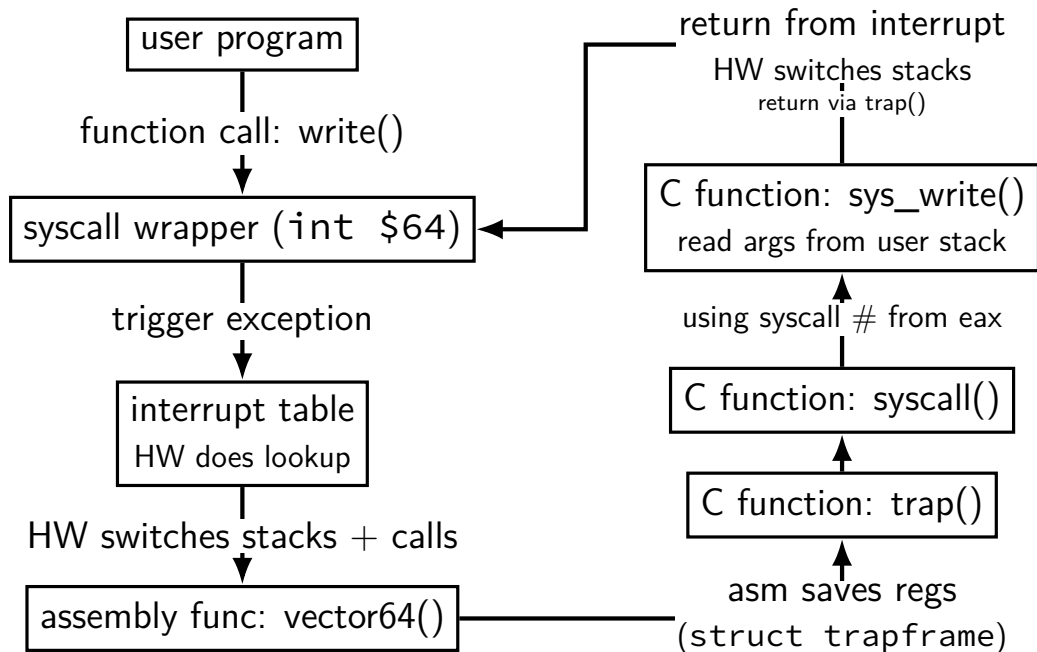 user program
function call: write()
syscall wrapper (int $64)
trigger exception
interrupt table
HW does lookup
HW switches stacks + calls
assembly func: vector64()
asm saves regs
(struct trapframe)
C function: trap()
C function: syscall()
using syscall # from eax
C function: sys_write()
read args from user stack
return from interrupt
HW switches stacks
return via trap()